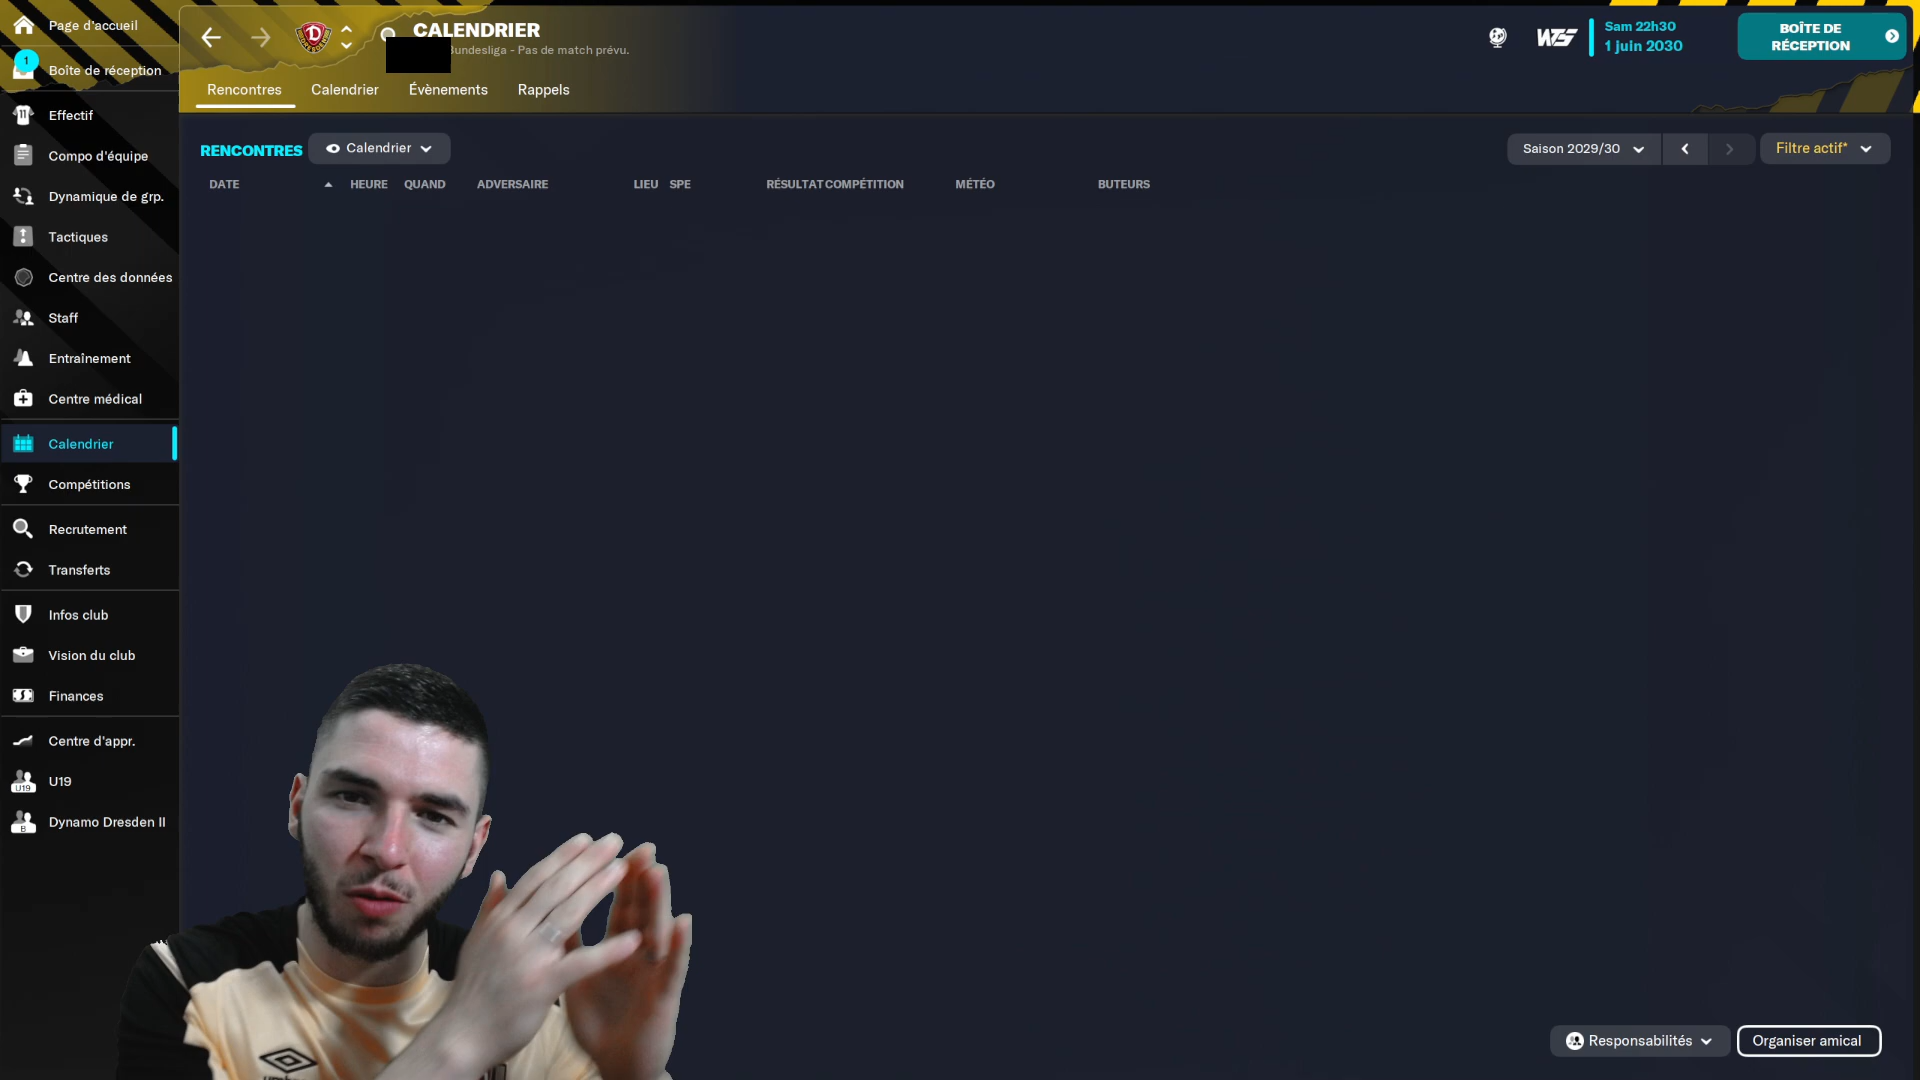 Page d'accueil
1
Boîte de réception
Effectif
Compo d'équipe
Dynamique de grp.
Tactiques
Centre des données
Staff
Entraînement
Centre médical
Calendrier
Compétitions
Recrutement
Transferts
Infos club
Vision du club
Finances
Centre d'appr.
U19
U19
B
Dynamo Dresden II
D
CALENDRIER
Bundesliga - Pas de match prévu.
Rencontres Calendrier Évènements Rappels
Sam 22h30
1 juin 2030
BOÎTE DE
RÉCEPTION
RENCONTRES
Calendrier
Saison 2029/30
Filtre actif*
DATE HEURE QUAND ADVERSAIRE LIEU SPE RÉSULTAT COMPÉTITION MÉTÉO BUTEURS
Responsabilités
Organiser amical